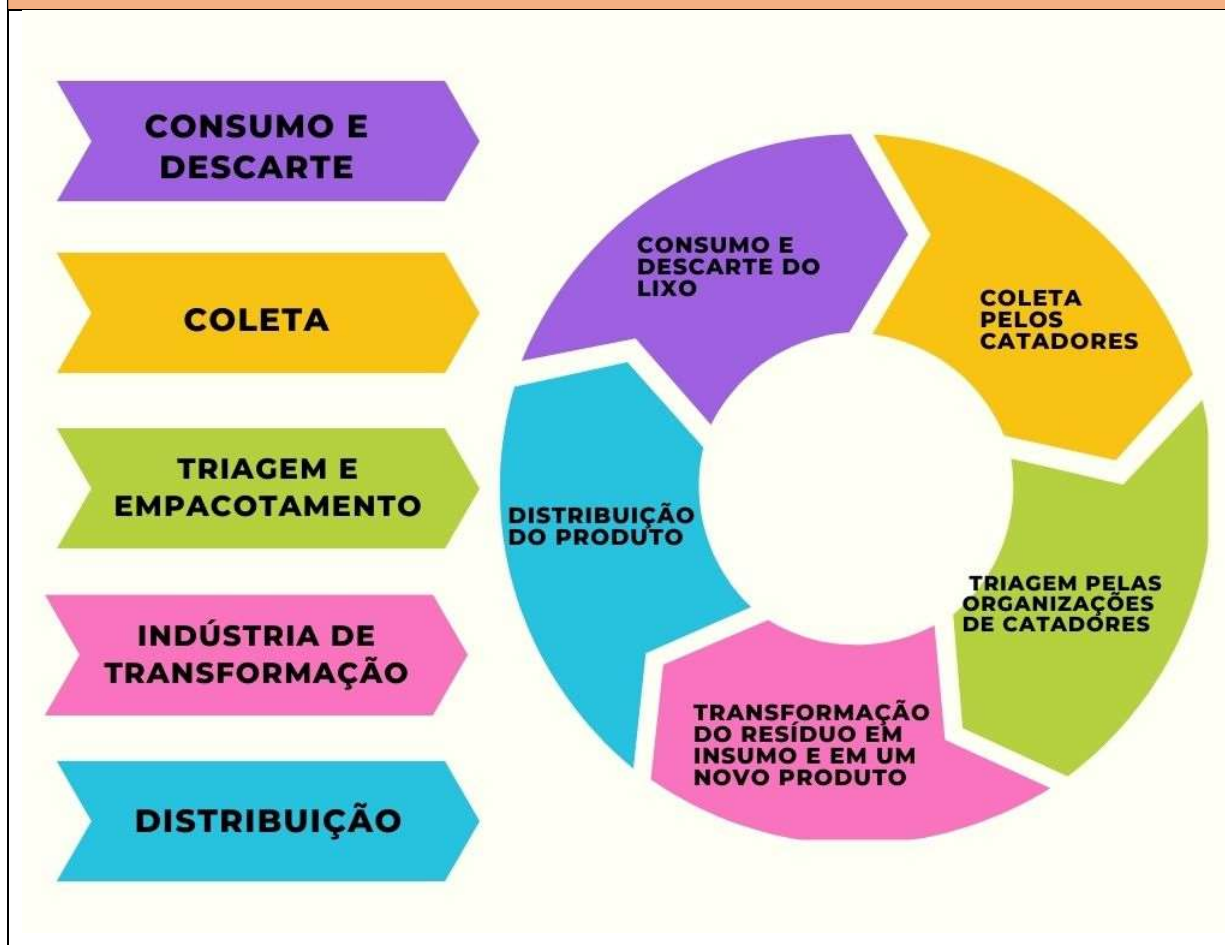 CONSUMO E
DESCARTE
COLETA
TRIAGEM E
EMPACOTAMENTO
INDÚSTRIA DE
TRANSFORMAÇÃO
DISTRIBUIÇÃO
CONSUMO E
DESCARTE DO
LIXO
COLETA
PELOS
CATADORES
TRIAGEM PELAS
ORGANIZAÇÕES
DE CATADORES
TRANSFORMAÇÃO
DO RESÍDUO EM
INSUMO E EM UM
NOVO PRODUTO
DISTRIBUIÇÃO
DO PRODUTO